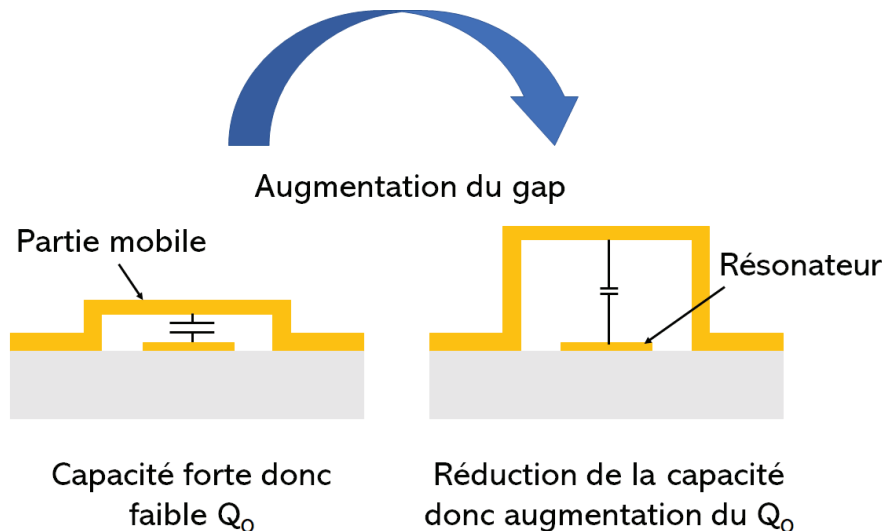 Augmentation du gap
Partie mobile
Résonateur
Capacité forte donc
faible Q₀
Réduction de la capacité
donc augmentation du Q₀